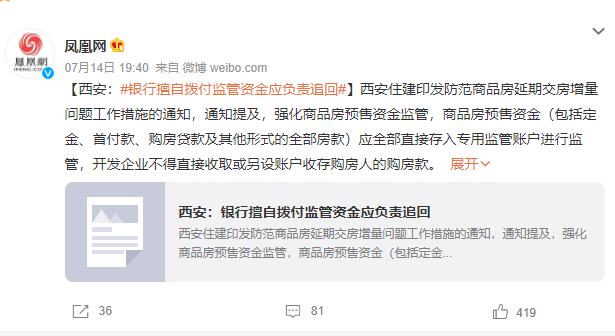 凤凰网
07月14日 19:40 来自 微博 weibo.com
【西安：#银行擅自拨付监管资金应负责追回#】西安住建印发防范商品房延期交房增量
问题工作措施的通知，通知提及，强化商品房预售资金监管，商品房预售资金（包括定
金、首付款、购房贷款及其他形式的全部房款）应全部直接存入专用监管账户进行监
管，开发企业不得直接收取或另设账户收存购房人的购房款。 展开
西安：银行擅自拨付监管资金应负责追回
西安住建印发防范商品房延期交房增量问题工作措施的通知，通知提及，强化
商品房预售资金监管，商品房预售资金（包括定金...
36
81
419
鳳凰網
IFENG.COM